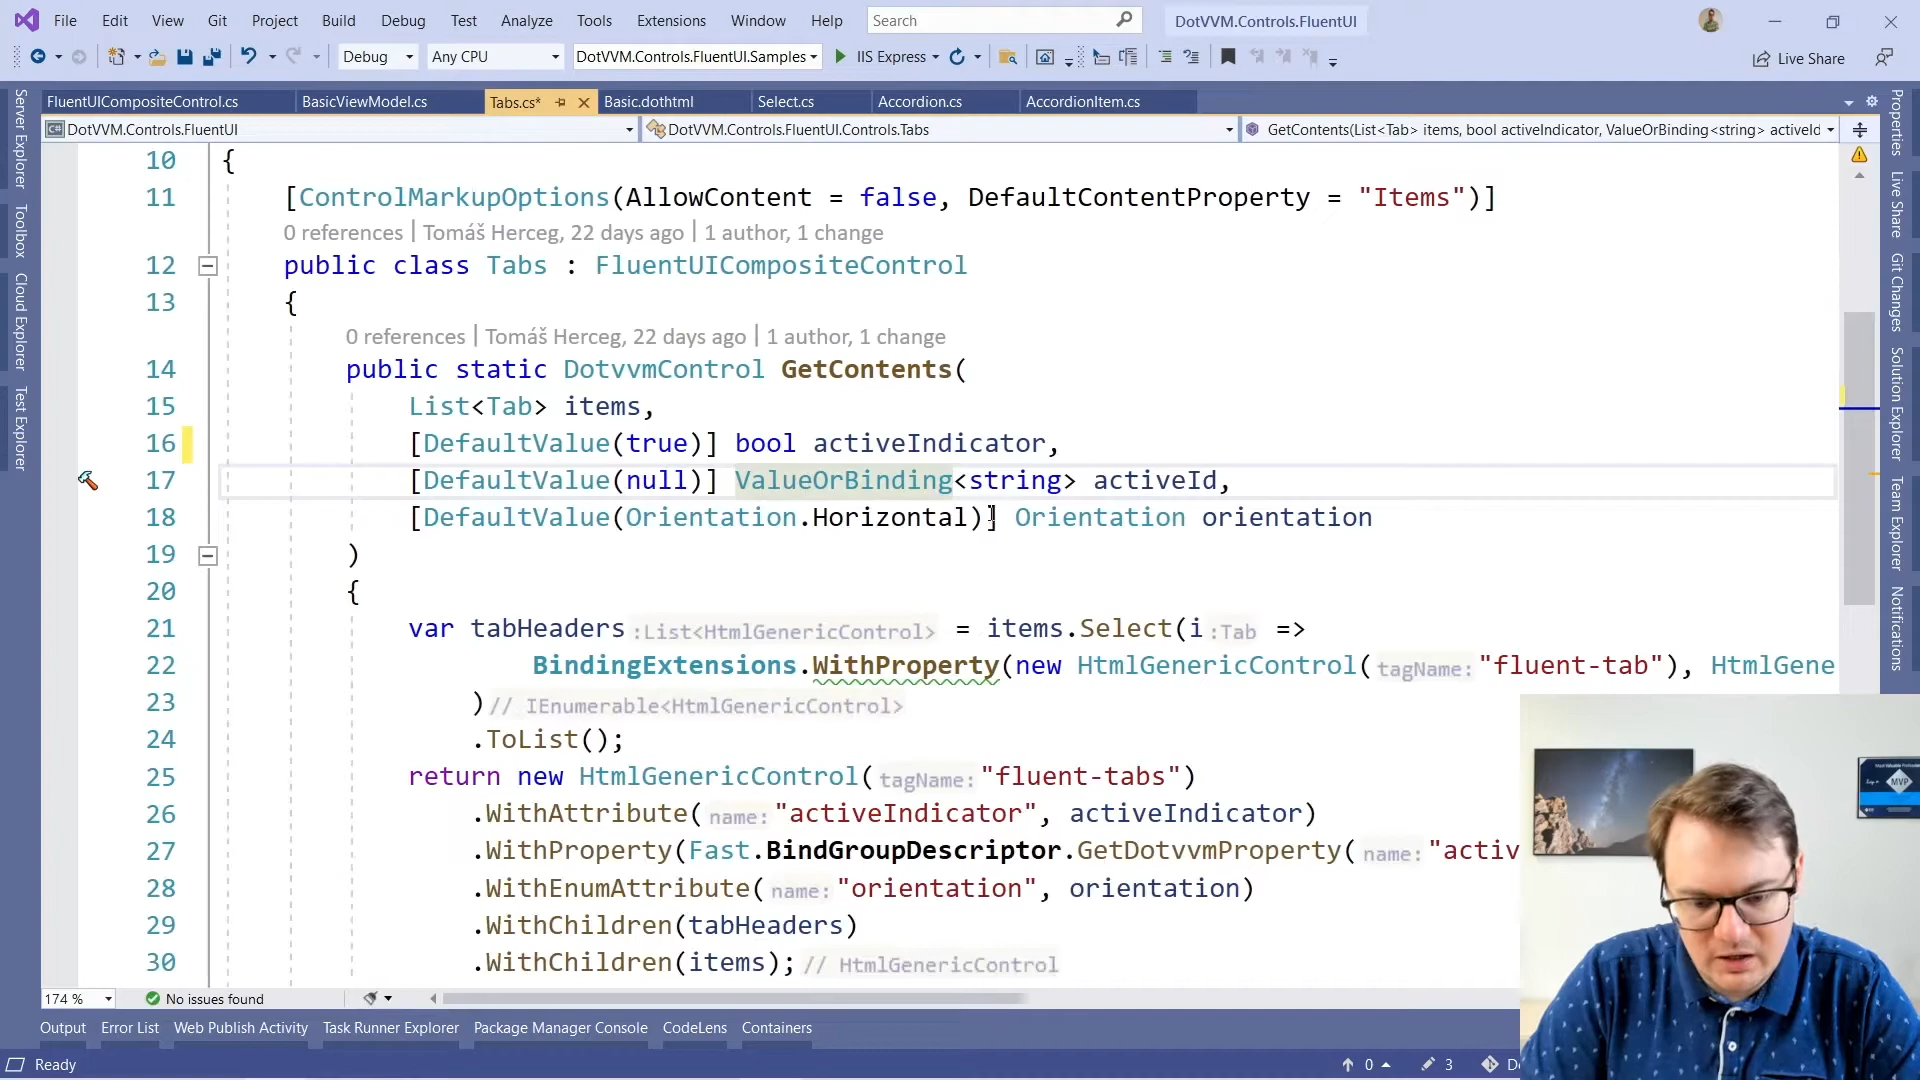 File Edit View Git Project Build Debug Test Analyze Tools Extensions Window Help Search DotVVM.Controls.FluentUI
Debug Any CPU DotVVM.Controls.FluentUI.Samples IIS Express Live Share
FluentUICompositeControl.cs BasicViewModel.cs Tabs.cs* Basic.dothtml Select.cs Accordion.cs AccordionItem.cs
DotVVM.Controls.FluentUI DotVVM.Controls.FluentUI.Controls.Tabs GetContents(List<Tab> items, bool activeIndicator, ValueOrBinding<string> activeId
Server Explorer
Toolbox
Cloud Explorer
Test Explorer
10 {
11 [ControlMarkupOptions(AllowContent = false, DefaultContentProperty = "Items")]
0 references | Tomáš Herceg, 22 days ago | 1 author, 1 change
12 public class Tabs : FluentUICompositeControl
13 {
0 references | Tomáš Herceg, 22 days ago | 1 author, 1 change
14 public static DotvvmControl GetContents(
15 List<Tab> items,
16 [DefaultValue(true)] bool activeIndicator,
17 [DefaultValue(null)] ValueOrBinding<string> activeId,
18 [DefaultValue(Orientation.Horizontal)] Orientation orientation
19 )
20 {
21 var tabHeaders :List<HtmlGenericControl> = items.Select(i :Tab =>
22 BindingExtensions.WithProperty(new HtmlGenericControl( tagName: "fluent-tab"), HtmlGene
23 ) // IEnumerable<HtmlGenericControl>
24 .ToList();
25 return new HtmlGenericControl( tagName: "fluent-tabs")
26 .WithAttribute( name: "activeIndicator", activeIndicator)
27 .WithProperty(Fast.BindGroupDescriptor.GetDotvvmProperty( name: "activ
28 .WithEnumAttribute( name: "orientation", orientation)
29 .WithChildren(tabHeaders)
30 .WithChildren(items); // HtmlGenericControl
Properties
Live Share
Git Changes
Solution Explorer
Team Explorer
Notifications
MVP
174 % No issues found
Output Error List Web Publish Activity Task Runner Explorer Package Manager Console CodeLens Containers
Ready 0 3